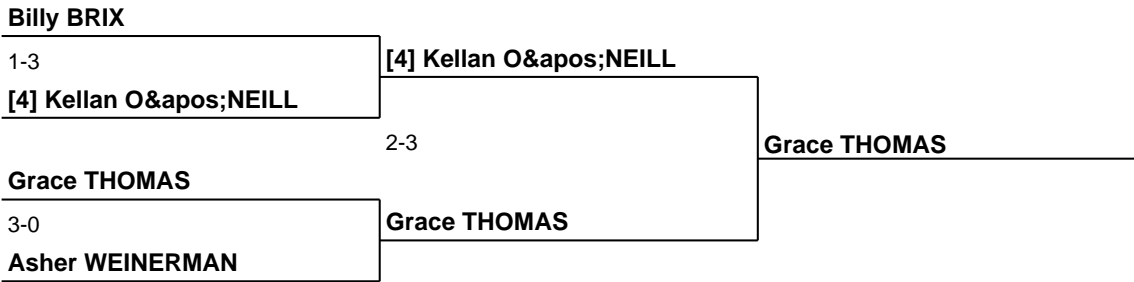 Billy BRIX
1-3
[4] Kellan O&apos;NEILL
[4] Kellan O&apos;NEILL
2-3
Grace THOMAS
Grace THOMAS
3-0
Grace THOMAS
Asher WEINERMAN